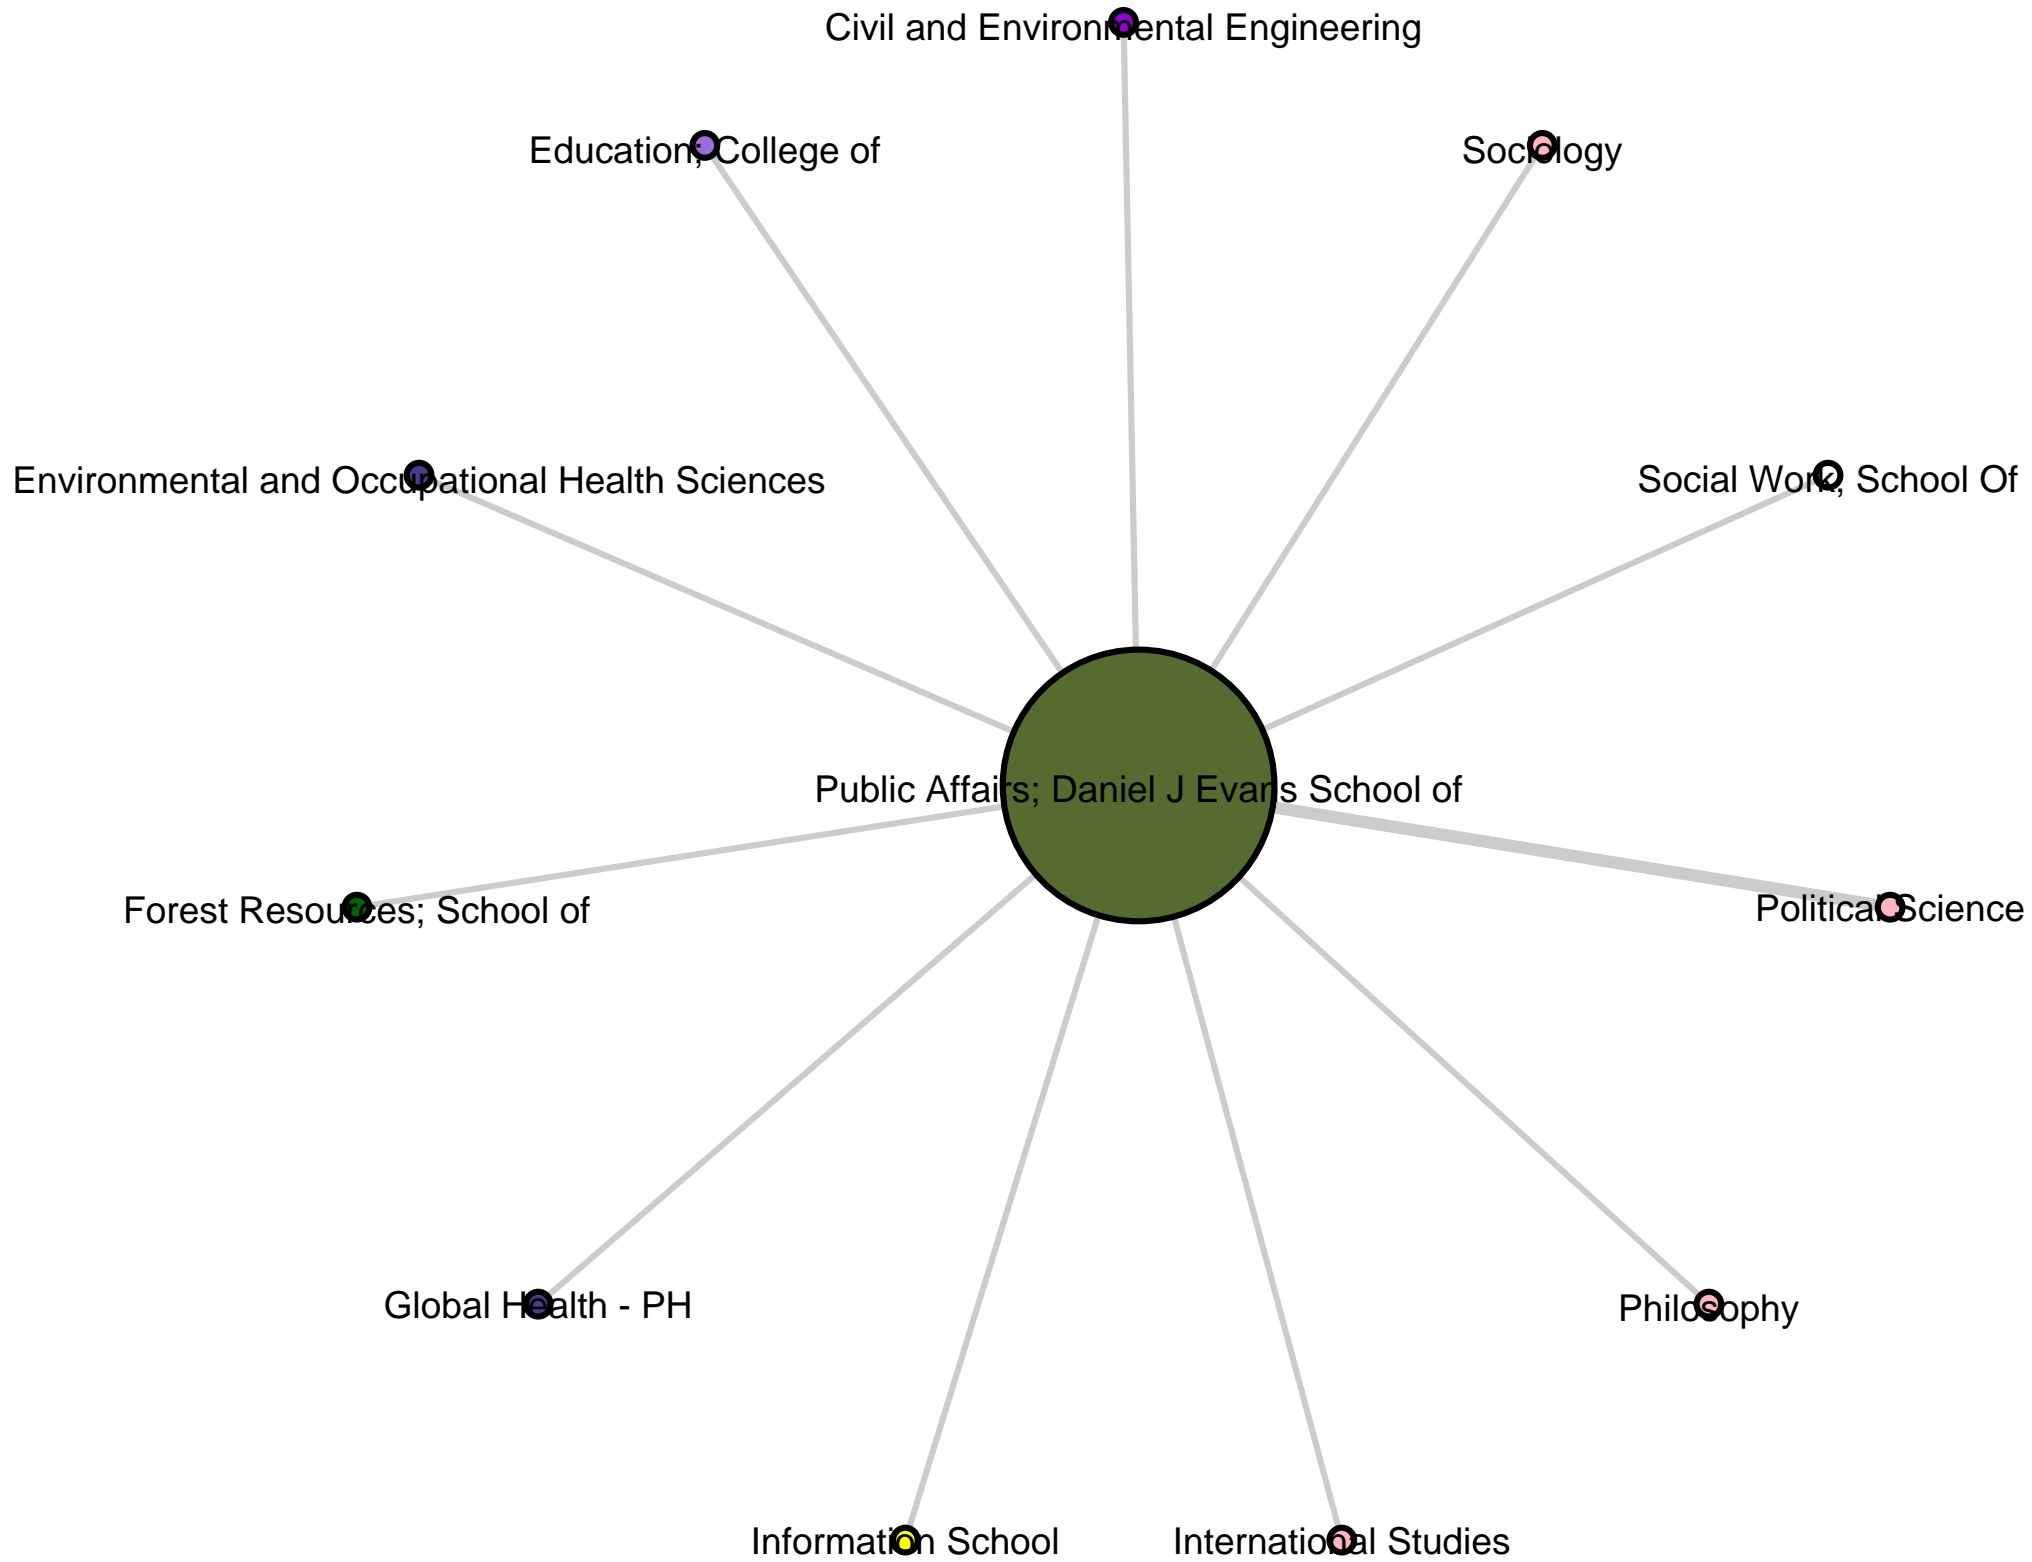 Civil and Environmental Engineering
Education; College of
Sociology
Environmental and Occupational Health Sciences
Social Work; School Of
Public Affairs; Daniel J Evans School of
Forest Resources; School of
Political Science
Global Health - PH
Philosophy
Information School
International Studies